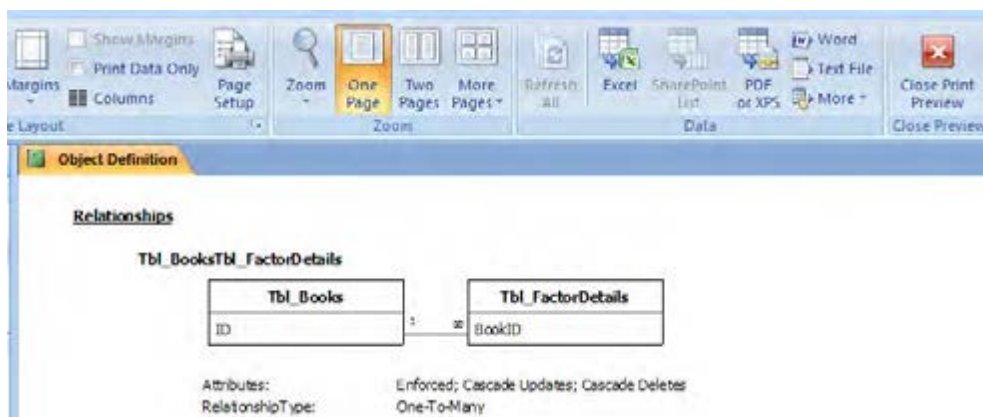 Show Margins
Print Data Only
Columns
Margins
Page Setup
Zoom
One Page
Two Pages
More Pages
Refresh All
Excel
SharePoint List
PDF or XPS
Word
Text File
More
Close Print Preview
e Layout
Zoom
Data
Close Preview
Object Definition
Relationships
Tbl_BooksTbl_FactorDetails
Tbl_Books
Tbl_FactorDetails
ID
1
∞
BookID
Attributes: Enforced; Cascade Updates; Cascade Deletes
RelationshipType: One-To-Many